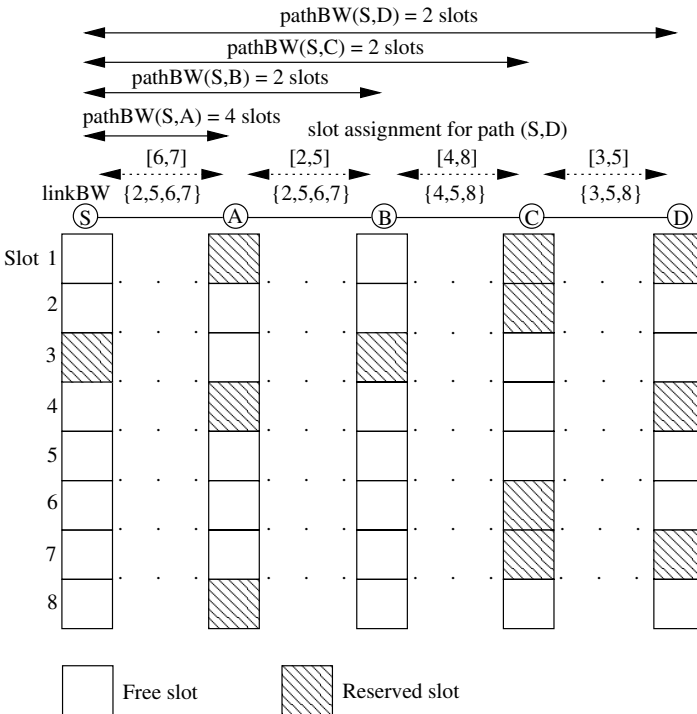 pathBW(S,D) = 2 slots
pathBW(S,C) = 2 slots
pathBW(S,B) = 2 slots
pathBW(S,A) = 4 slots
slot assignment for path (S,D)
[6,7] [2,5] [4,8] [3,5]
linkBW {2,5,6,7} {2,5,6,7} {4,5,8} {3,5,8}
S A B C D
Slot 1
2
3
4
5
6
7
8
Free slot Reserved slot